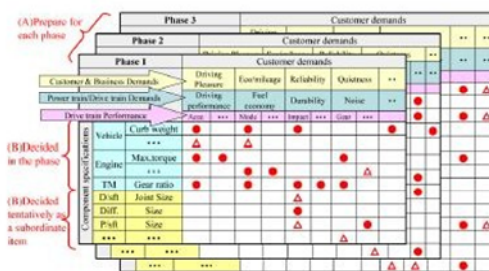 Phase 3 Customer demands
(A)Prepare for
each phase
Phase 2 Customer demands
Phase 1 Customer demands
Customer & Business Demands Driving Pleasure Eco/mileage Reliability Quietness ••
Power train/Drive train Demands Driving performance Fuel economy Durability Noise ••
Drive train Performance Accn ••• Mode ••• Impact ••• Gear •••
Component specifications
Vehicle Curb weight
•••
(B)Decided
in the phase
Engine Max.torque
•••
TM Gear ratio
D/sft Joint Size
Diff. Size
P/sft Size
••• •••
(B)Decided
tentatively as
a subordinate
item
••• •••
••• •••